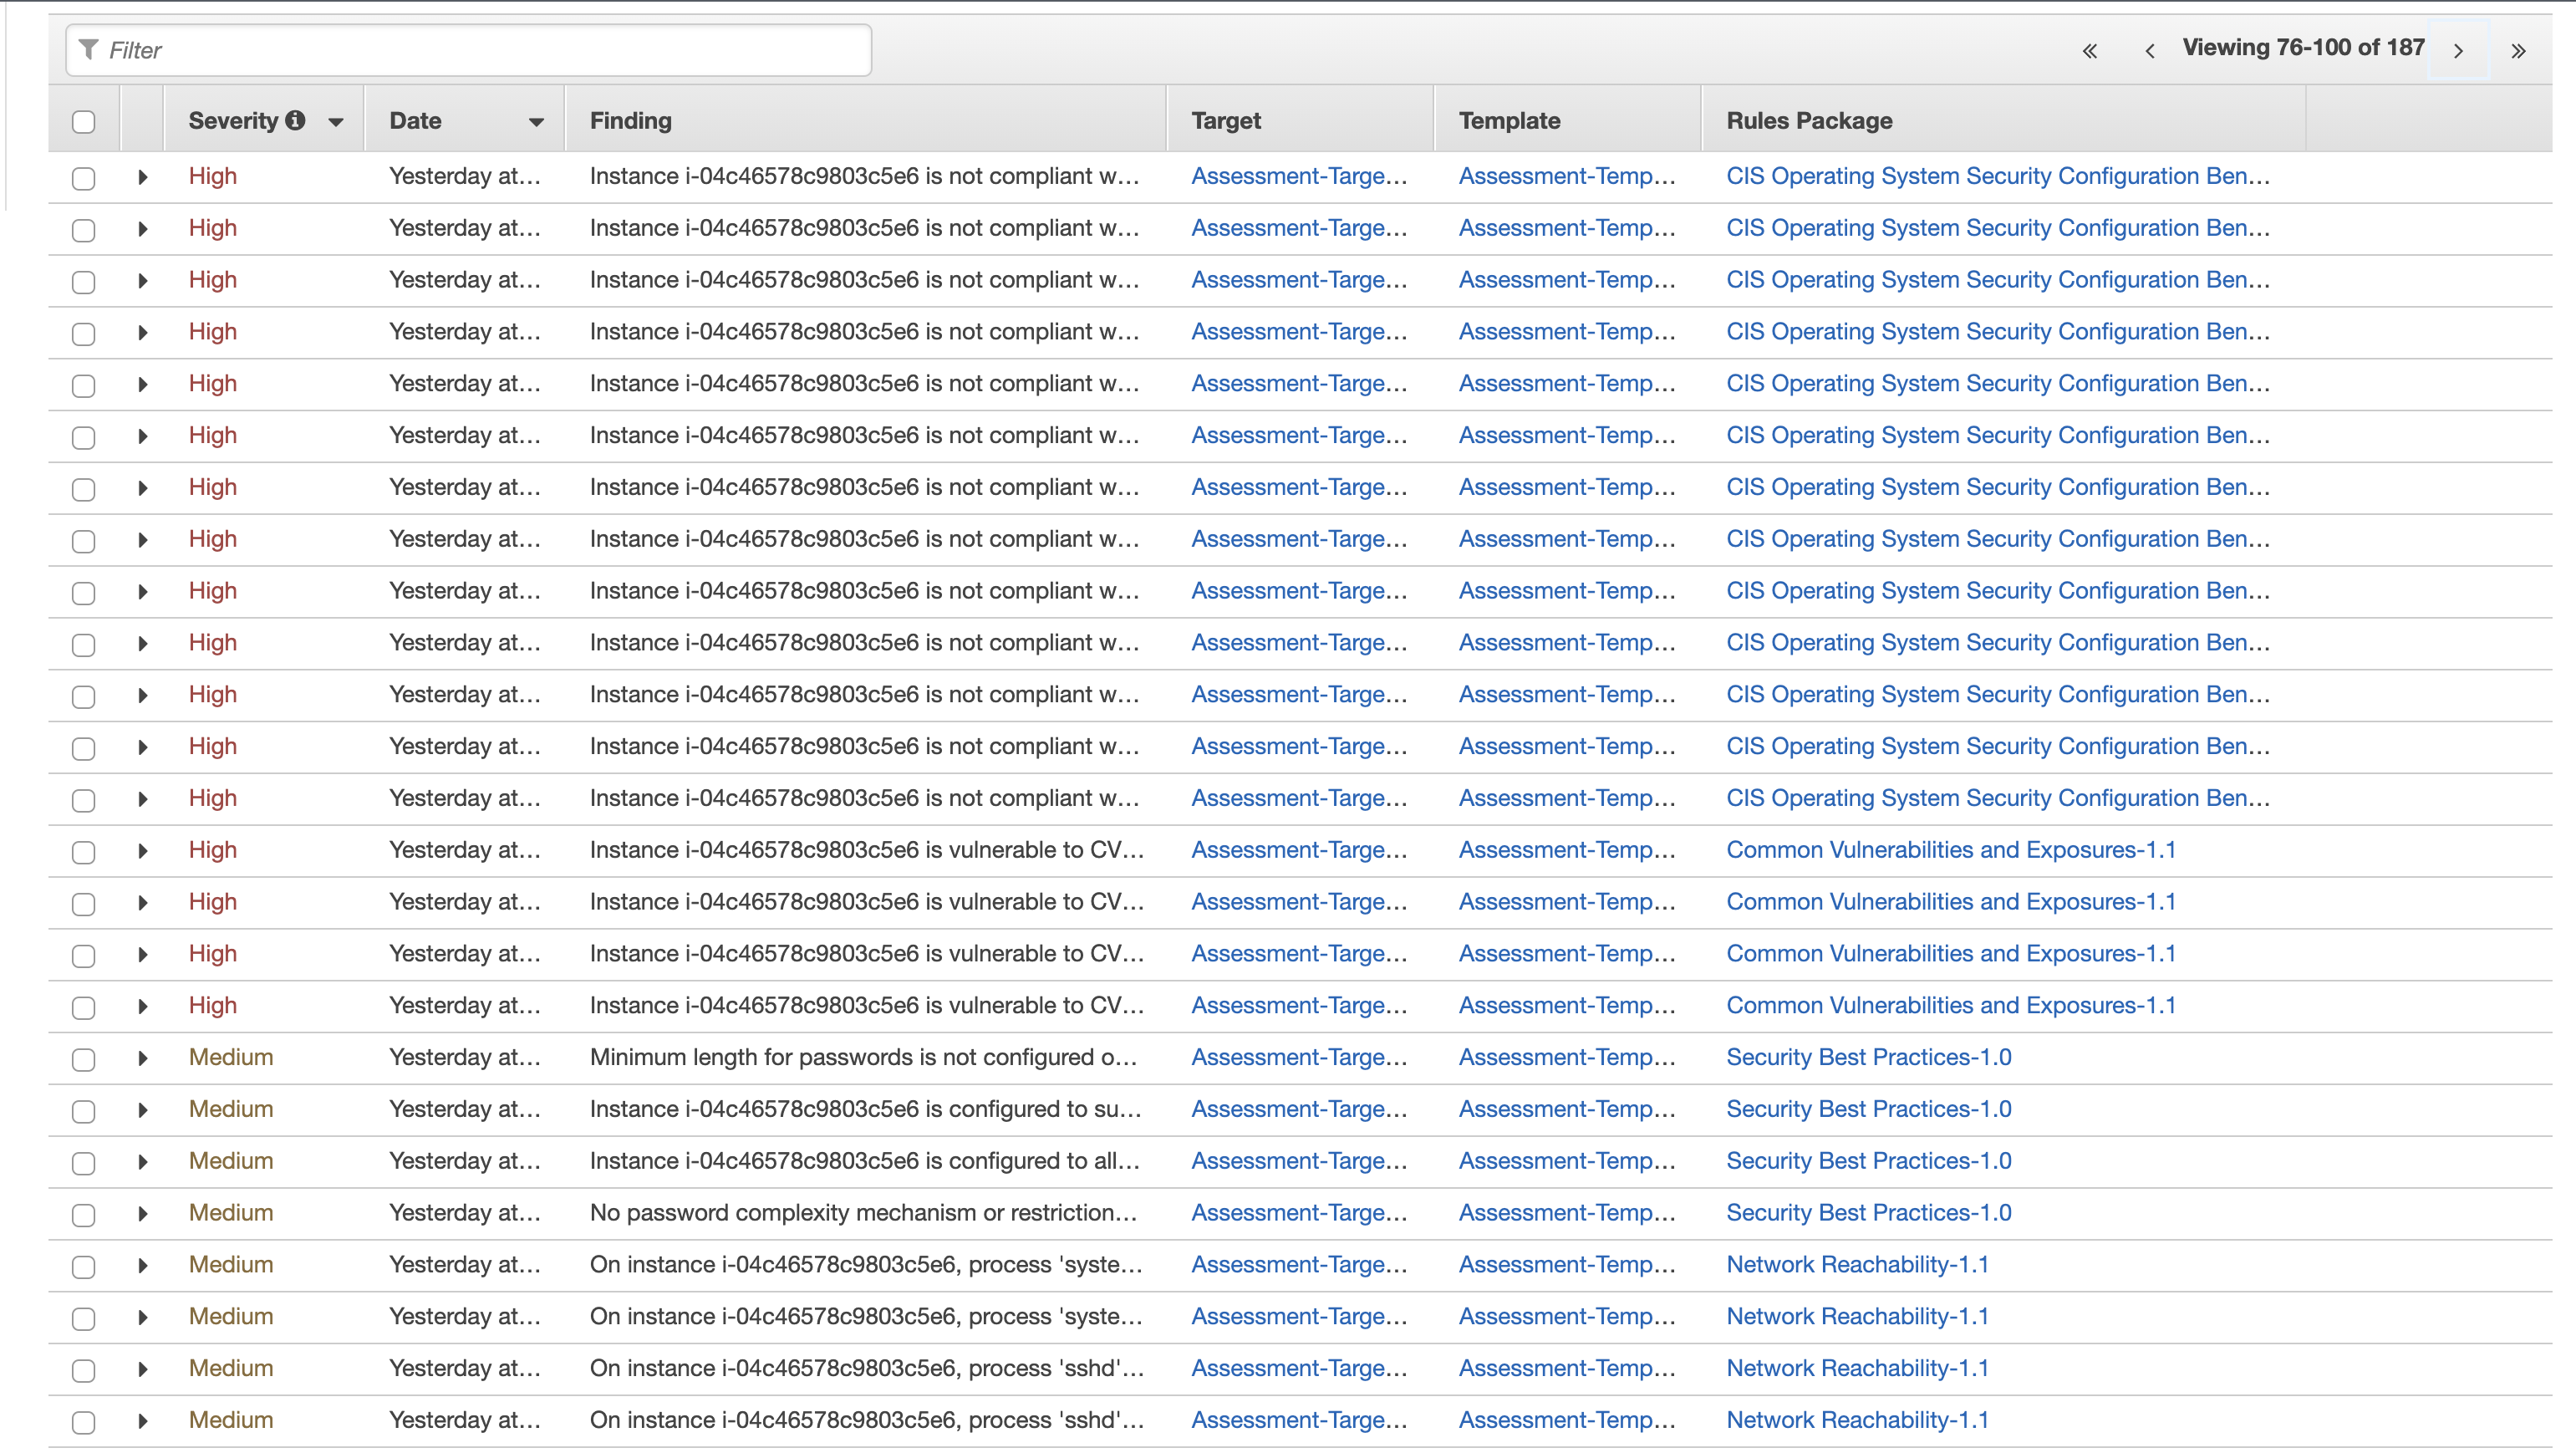 Filter
Viewing 76-100 of 187
Severity Date Finding Target Template Rules Package
High Yesterday at... Instance i-04c46578c9803c5e6 is not compliant w... Assessment-Targe... Assessment-Temp... CIS Operating System Security Configuration Ben...
High Yesterday at... Instance i-04c46578c9803c5e6 is not compliant w... Assessment-Targe... Assessment-Temp... CIS Operating System Security Configuration Ben...
High Yesterday at... Instance i-04c46578c9803c5e6 is not compliant w... Assessment-Targe... Assessment-Temp... CIS Operating System Security Configuration Ben...
High Yesterday at... Instance i-04c46578c9803c5e6 is not compliant w... Assessment-Targe... Assessment-Temp... CIS Operating System Security Configuration Ben...
High Yesterday at... Instance i-04c46578c9803c5e6 is not compliant w... Assessment-Targe... Assessment-Temp... CIS Operating System Security Configuration Ben...
High Yesterday at... Instance i-04c46578c9803c5e6 is not compliant w... Assessment-Targe... Assessment-Temp... CIS Operating System Security Configuration Ben...
High Yesterday at... Instance i-04c46578c9803c5e6 is not compliant w... Assessment-Targe... Assessment-Temp... CIS Operating System Security Configuration Ben...
High Yesterday at... Instance i-04c46578c9803c5e6 is not compliant w... Assessment-Targe... Assessment-Temp... CIS Operating System Security Configuration Ben...
High Yesterday at... Instance i-04c46578c9803c5e6 is not compliant w... Assessment-Targe... Assessment-Temp... CIS Operating System Security Configuration Ben...
High Yesterday at... Instance i-04c46578c9803c5e6 is not compliant w... Assessment-Targe... Assessment-Temp... CIS Operating System Security Configuration Ben...
High Yesterday at... Instance i-04c46578c9803c5e6 is not compliant w... Assessment-Targe... Assessment-Temp... CIS Operating System Security Configuration Ben...
High Yesterday at... Instance i-04c46578c9803c5e6 is not compliant w... Assessment-Targe... Assessment-Temp... CIS Operating System Security Configuration Ben...
High Yesterday at... Instance i-04c46578c9803c5e6 is not compliant w... Assessment-Targe... Assessment-Temp... CIS Operating System Security Configuration Ben...
High Yesterday at... Instance i-04c46578c9803c5e6 is vulnerable to CV... Assessment-Targe... Assessment-Temp... Common Vulnerabilities and Exposures-1.1
High Yesterday at... Instance i-04c46578c9803c5e6 is vulnerable to CV... Assessment-Targe... Assessment-Temp... Common Vulnerabilities and Exposures-1.1
High Yesterday at... Instance i-04c46578c9803c5e6 is vulnerable to CV... Assessment-Targe... Assessment-Temp... Common Vulnerabilities and Exposures-1.1
High Yesterday at... Instance i-04c46578c9803c5e6 is vulnerable to CV... Assessment-Targe... Assessment-Temp... Common Vulnerabilities and Exposures-1.1
Medium Yesterday at... Minimum length for passwords is not configured o... Assessment-Targe... Assessment-Temp... Security Best Practices-1.0
Medium Yesterday at... Instance i-04c46578c9803c5e6 is configured to su... Assessment-Targe... Assessment-Temp... Security Best Practices-1.0
Medium Yesterday at... Instance i-04c46578c9803c5e6 is configured to all... Assessment-Targe... Assessment-Temp... Security Best Practices-1.0
Medium Yesterday at... No password complexity mechanism or restriction... Assessment-Targe... Assessment-Temp... Security Best Practices-1.0
Medium Yesterday at... On instance i-04c46578c9803c5e6, process 'syste... Assessment-Targe... Assessment-Temp... Network Reachability-1.1
Medium Yesterday at... On instance i-04c46578c9803c5e6, process 'syste... Assessment-Targe... Assessment-Temp... Network Reachability-1.1
Medium Yesterday at... On instance i-04c46578c9803c5e6, process 'sshd'... Assessment-Targe... Assessment-Temp... Network Reachability-1.1
Medium Yesterday at... On instance i-04c46578c9803c5e6, process 'sshd'... Assessment-Targe... Assessment-Temp... Network Reachability-1.1